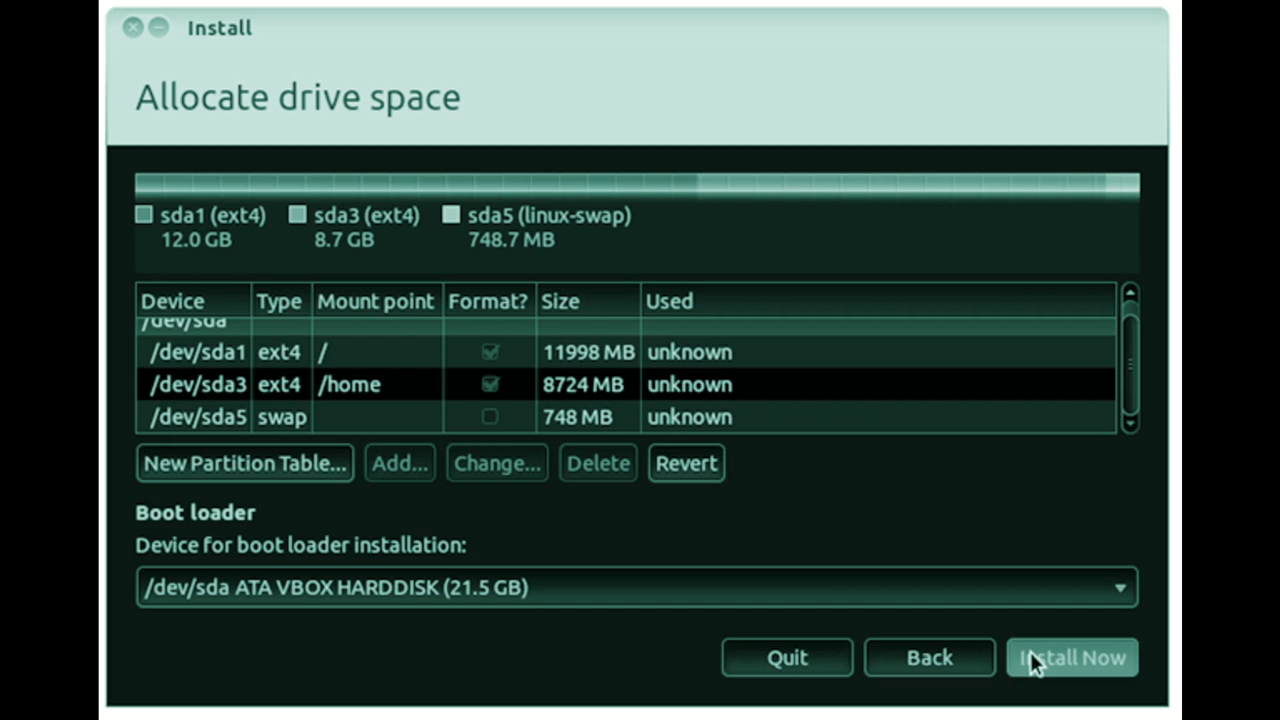 Install
Allocate drive space
sda1 (ext4) sda3 (ext4) sda5 (linux-swap)
12.0 GB 8.7 GB 748.7 MB
Device Type Mount point Format? Size Used
/dev/sda
/dev/sda1 ext4 / 11998 MB unknown
/dev/sda3 ext4 /home 8724 MB unknown
/dev/sda5 swap 748 MB unknown
New Partition Table... Add... Change... Delete Revert
Boot loader
Device for boot loader installation:
/dev/sda ATA VBOX HARDDISK (21.5 GB)
Quit Back Install Now